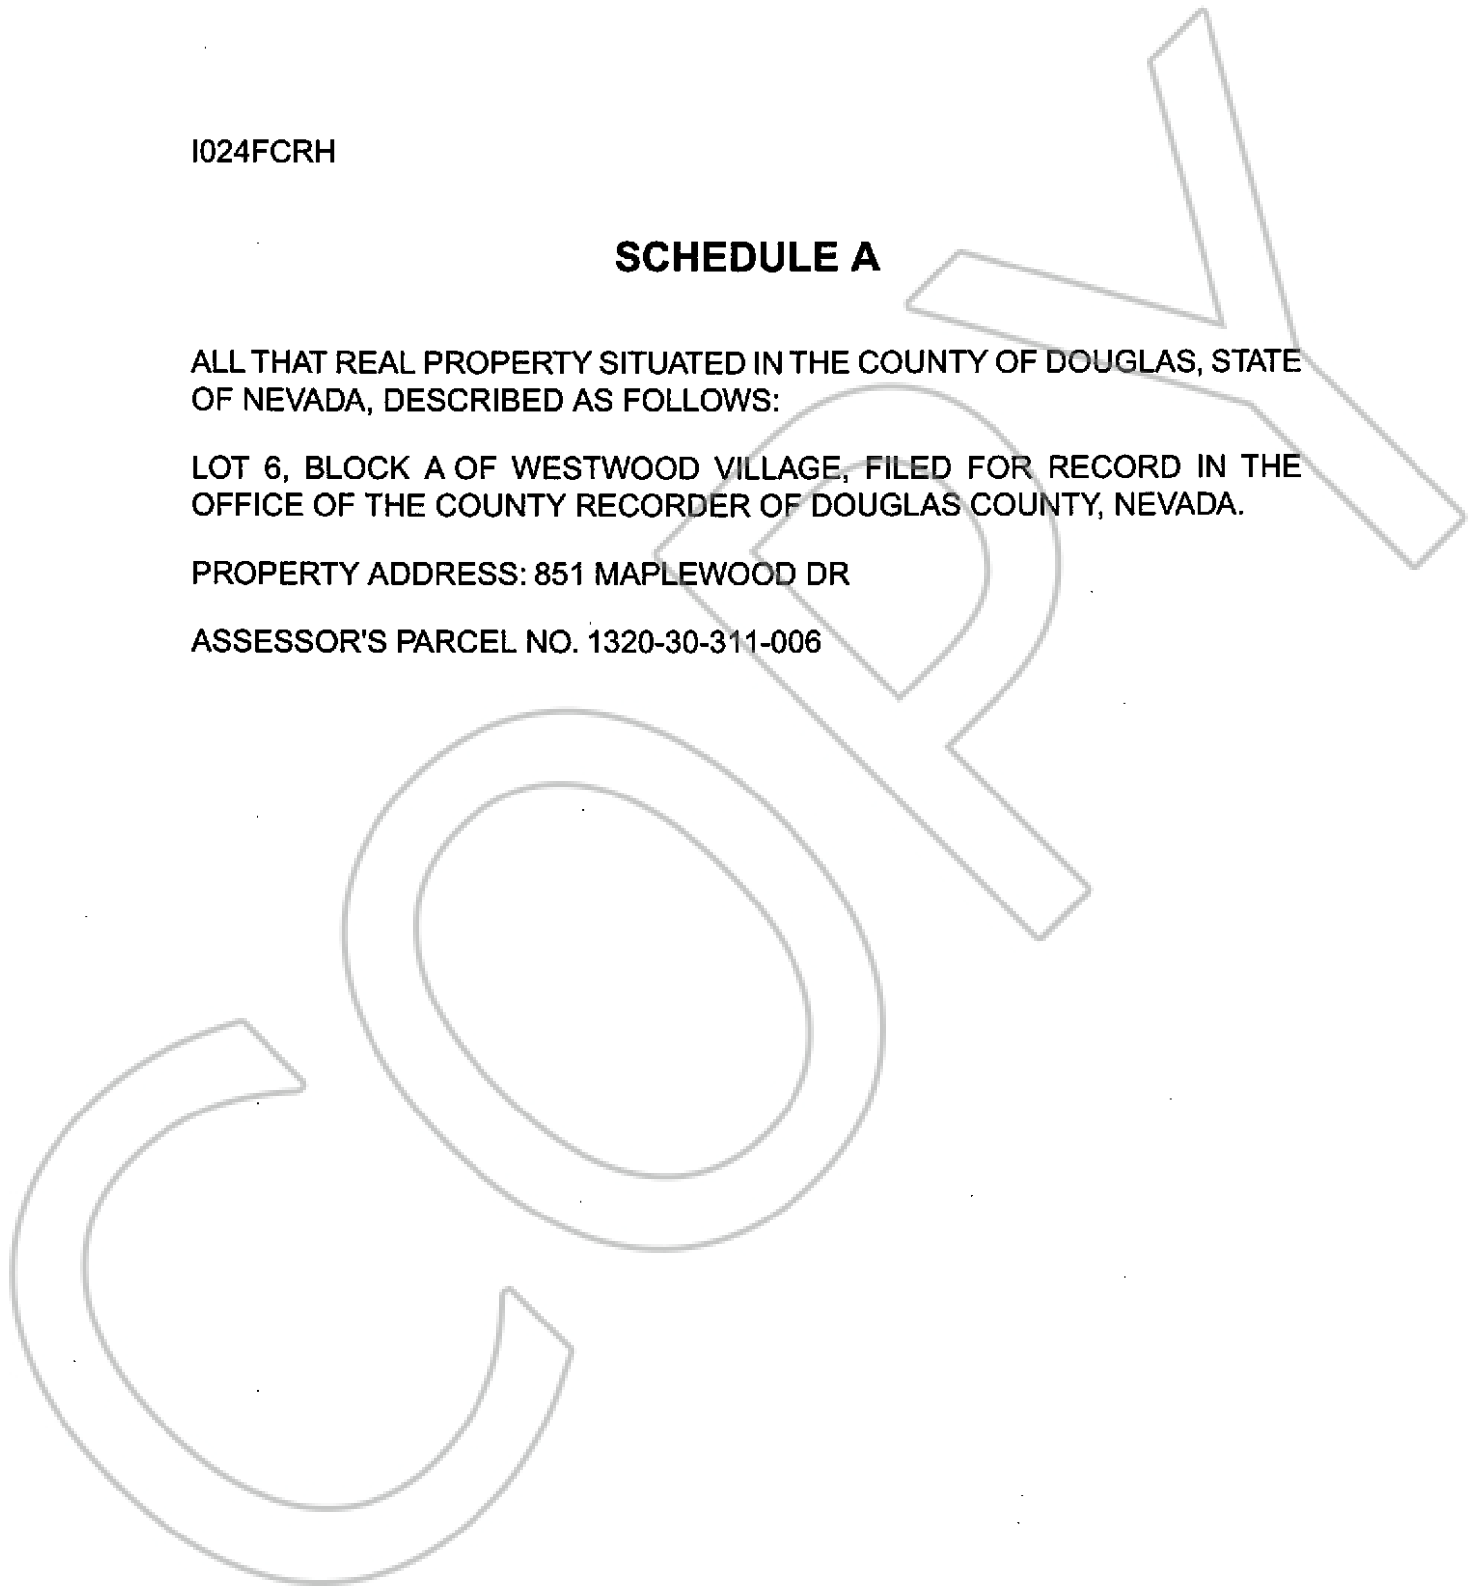 I024FCRH
SCHEDULE A
ALL THAT REAL PROPERTY SITUATED IN THE COUNTY OF DOUGLAS, STATE
OF NEVADA, DESCRIBED AS FOLLOWS:
LOT 6, BLOCK A OF WESTWOOD VILLAGE, FILED FOR RECORD IN THE
OFFICE OF THE COUNTY RECORDER OF DOUGLAS COUNTY, NEVADA.
PROPERTY ADDRESS: 851 MAPLEWOOD DR
ASSESSOR'S PARCEL NO. 1320-30-311-006
COPY